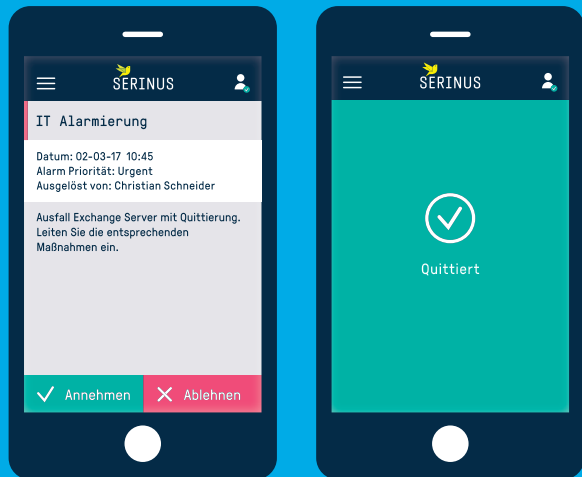 SERINUS
IT Alarmierung
Datum: 02-03-17 10:45
Alarm Priorität: Urgent
Ausgelöst von: Christian Schneider
Ausfall Exchange Server mit Quittierung.
Leiten Sie die entsprechenden
Maßnahmen ein.
Annehmen
Ablehnen
SERINUS
Quittiert